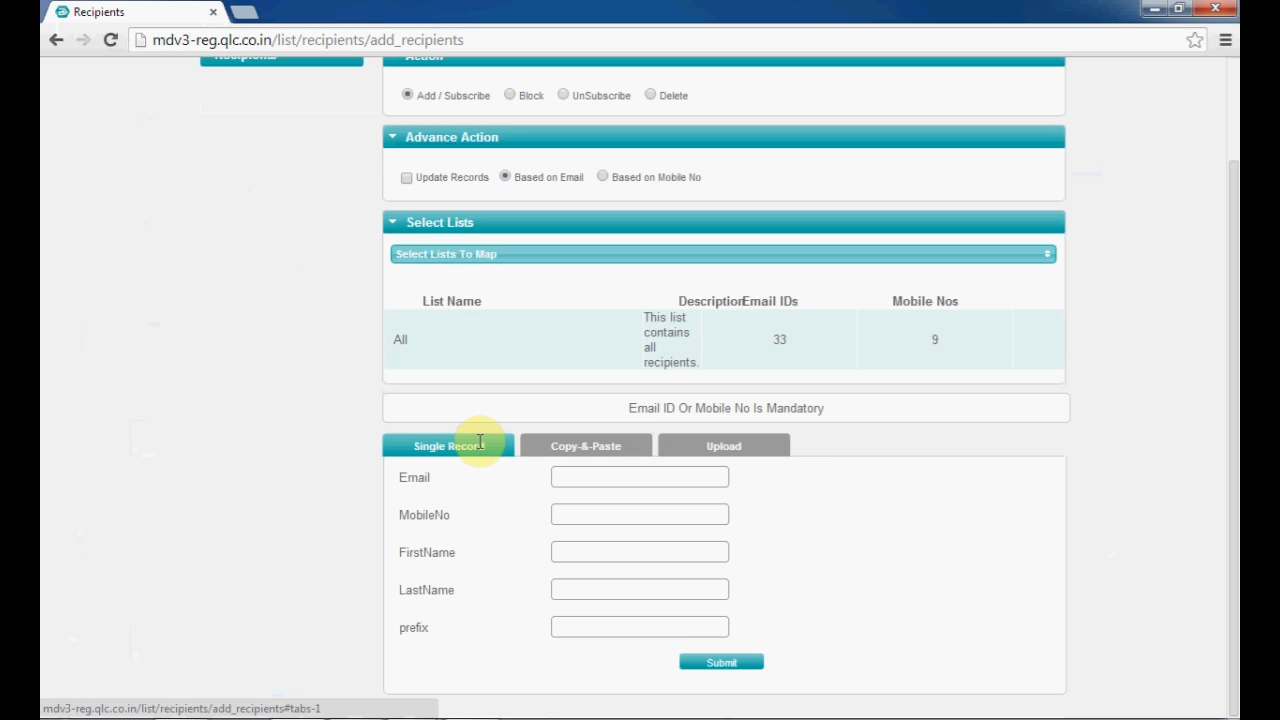 Recipients
mdv3-reg.qlc.co.in/list/recipients/add_recipients
Recipients
Action
Add / Subscribe Block UnSubscribe Delete
Advance Action
Update Records Based on Email Based on Mobile No
Select Lists
Select Lists To Map
List Name Description Email IDs Mobile Nos
All This list contains all recipients. 33 9
Email ID Or Mobile No Is Mandatory
Single Record Copy-&-Paste Upload
Email
MobileNo
FirstName
LastName
prefix
Submit
mdv3-reg.qlc.co.in/list/recipients/add_recipients#tabs-1